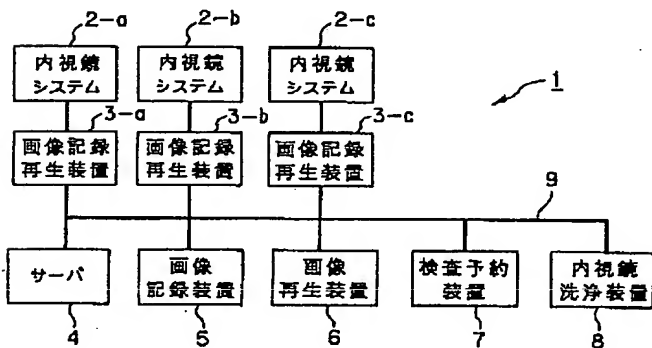 2-a
2-b
2-c
内視鏡
システム
内視鏡
システム
内視鏡
システム
1
3-a
3-b
3-c
画像記録
再生装置
画像記録
再生装置
画像記録
再生装置
9
サーバ
画像
記録装置
画像
再生装置
検査予約
装置
内視鏡
洗浄装置
4
5
6
7
8